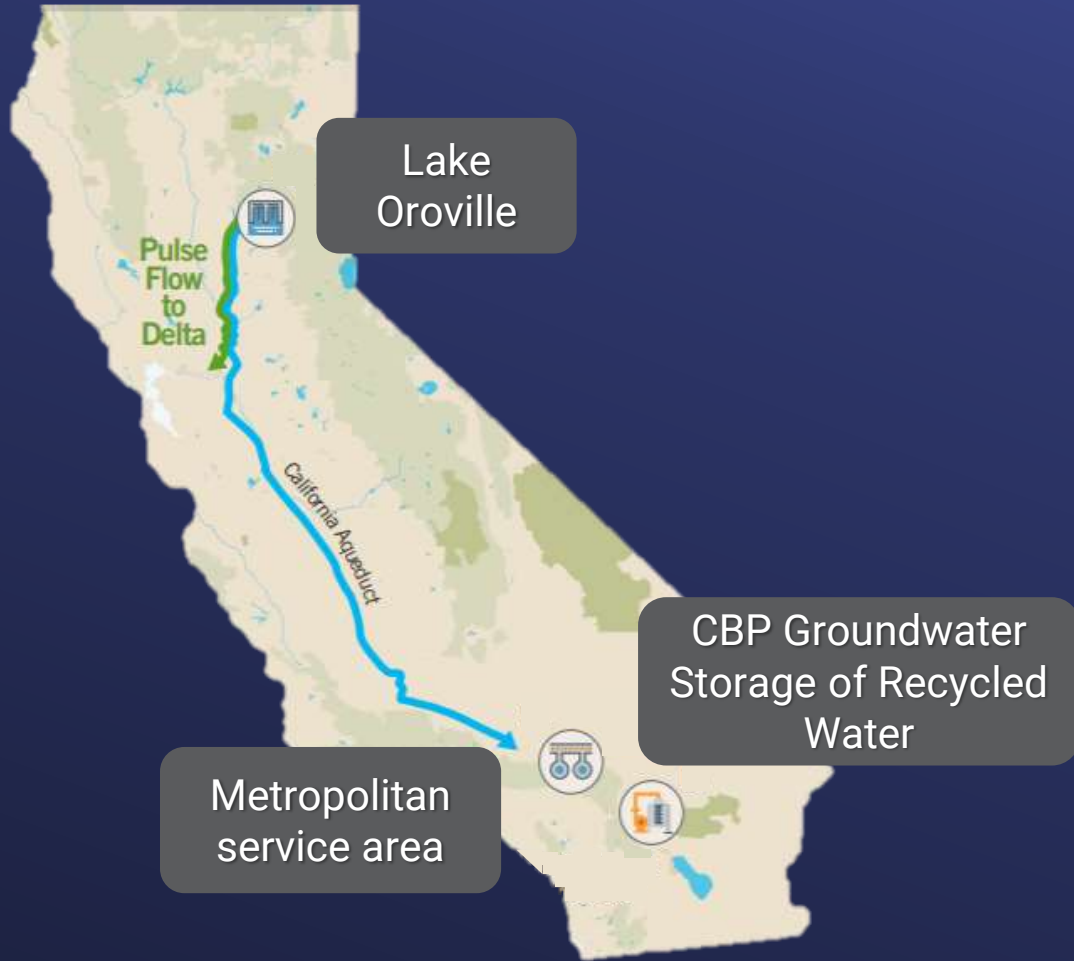 Lake
Oroville
Pulse
Flow
to
Delta
California Aqueduct
CBP Groundwater
Storage of Recycled
Water
Metropolitan
service area